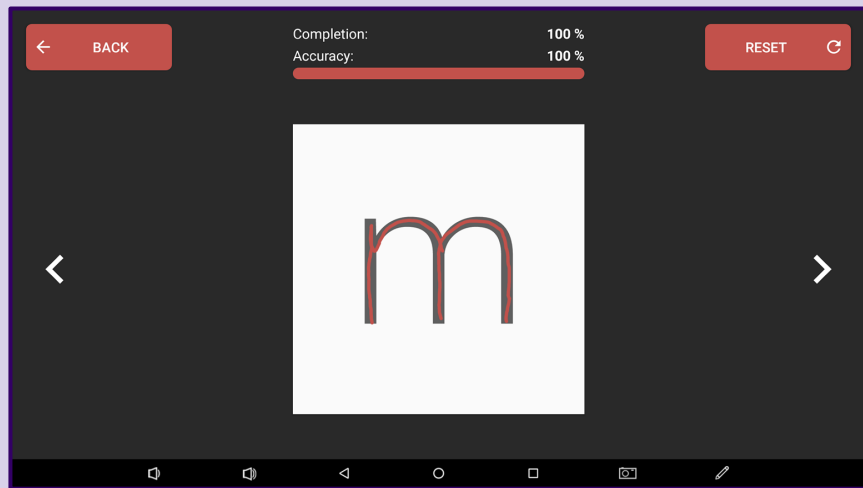 BACK
Completion: 100 %
Accuracy: 100 %
RESET
m